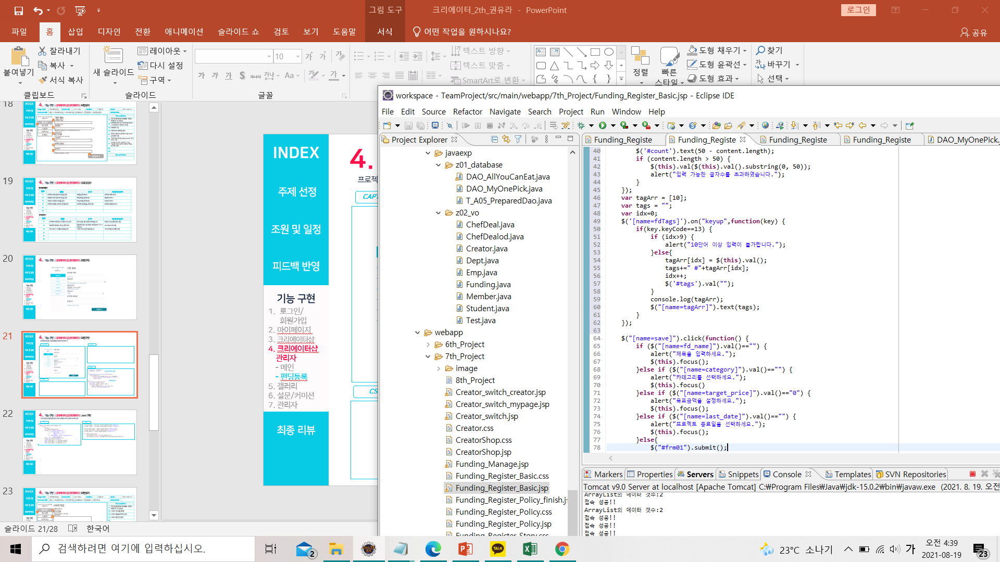 그림 도구
크리에이터_2th_권유라 - PowerPoint
로그인
파일
홈
삽입
디자인
전환
애니메이션
슬라이드 쇼
검토
보기
도움말
서식
어떤 작업을 원하시나요?
공유
붙여넣기
잘라내기
복사
서식 복사
클립보드
새 슬라이드
레이아웃
다시 설정
구역
슬라이드
10
글꼴
텍스트 방향
텍스트 맞춤
SmartArt로 변환
정렬
빠른
스타일
도형 채우기
도형 윤곽선
도형 효과
찾기
바꾸기
선택
18
19
20
21
22
23
INDEX
주제 선정
조원 및 일정
피드백 반영
기능 구현
1. 로그인/
회원가입
2. 마이페이지
3. 크리에이터샵
4. 크리에이터샵
관리자
- 메인
- 펀딩등록
5. 갤러리
6. 설문/커미션
7. 관리자
최종 리뷰
4.
프로젝
CAPT
CS
슬라이드 21/28
한국어
workspace - TeamProject/src/main/webapp/7th_Project/Funding_Register_Basic.jsp - Eclipse IDE
File Edit Source Refactor Navigate Search Project Run Window Help
Project Explorer
javaexp
z01_database
DAO_AllYouCanEat.java
DAO_MyOnePick.java
T_A05_PreparedDao.java
z02_vo
ChefDeal.java
ChefDealod.java
Creator.java
Dept.java
Emp.java
Funding.java
Member.java
Student.java
Test.java
webapp
6th_Project
7th_Project
image
8th_Project
Creator_switch_creator.jsp
Creator_switch_mypage.jsp
Creator_switch.jsp
Creator.css
CreatorShop.css
CreatorShop.jsp
Funding_Manage.jsp
Funding_Register_Basic.css
Funding_Register_Basic.jsp
Funding_Register_Policy_finish.j
Funding_Register_Policy.css
Funding_Register_Policy.jsp
Funding_Register_Story.css
Funding_Registe
Funding_Registe
Funding_Registe
Funding_Registe
DAO_MyOnePick.
40 $('#count').text(50 - content.length);
41 if (content.length > 50) {
42 $(this).val($(this).val().substring(0, 50));
43 alert("입력 가능한 글자수를 초과하였습니다.");
44 }
45 });
46 var tagArr = [10];
47 var tags = "";
48 var idx=0;
49 $('[name=fdTags]').on("keyup",function(key) {
50 if(key.keyCode==13) {
51 if (idx>9) {
52 alert("10단어 이상 입력이 불가합니다.");
53 }else{
54 tagArr[idx] = $(this).val();
55 tags+=" #"+tagArr[idx];
56 idx++;
57 $('#tags').val("");
58 }
59 console.log(tagArr);
60 $("[name=tagArr]").text(tags);
61 }
62 });
63
64 $("[name=save]").click(function() {
65 if ($("[name=fd_name]").val()=="") {
66 alert("제목을 입력하세요.");
67 $(this).focus();
68 }else if ($("[name=category]").val()=="") {
69 alert("카테고리를 선택하세요.");
70 $(this).focus()
71 }else if ($("[name=target_price]").val()=="0") {
72 alert("목표금액을 설정하세요.");
73 $(this).focus();
74 }else if ($("[name=last_date]").val()=="") {
75 alert("프로젝트 종료일을 선택하세요.");
76 $(this).focus();
77 }else{
78 $("#frm01").submit();
Markers Properties Servers Snippets Console Templates SVN Repositories
Tomcat v9.0 Server at localhost [Apache Tomcat] C:₩Program Files₩Java₩jdk-15.0.2₩bin₩javaw.exe (2021. 8. 19. 오전
ArrayList의 데이터 갯수:2
접속 성공!!
ArrayList의 데이터 갯수:2
접속 성공!!
접속 성공!!
접속 성공!!
검색하려면 여기에 입력하십시오.
2
TALK
23°C 소나기
가
오전 4:39
2021-08-19
23